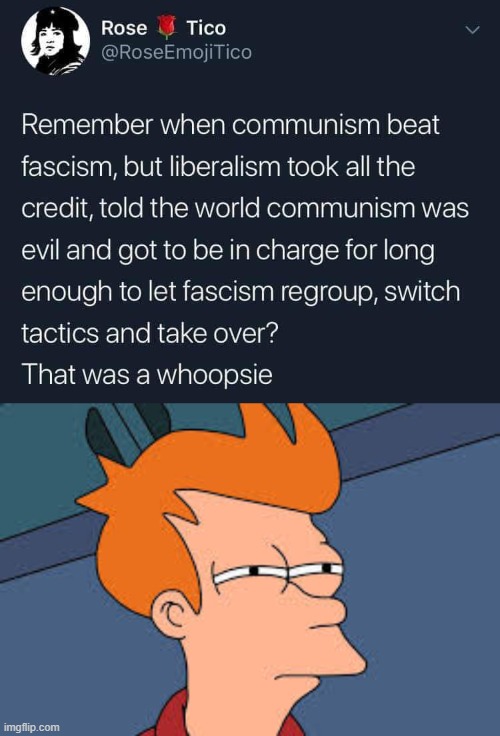 Rose 🌹 Tico
@RoseEmojiTico
Remember when communism beat
fascism, but liberalism took all the
credit, told the world communism was
evil and got to be in charge for long
enough to let fascism regroup, switch
tactics and take over?
That was a whoopsie
imgflip.com